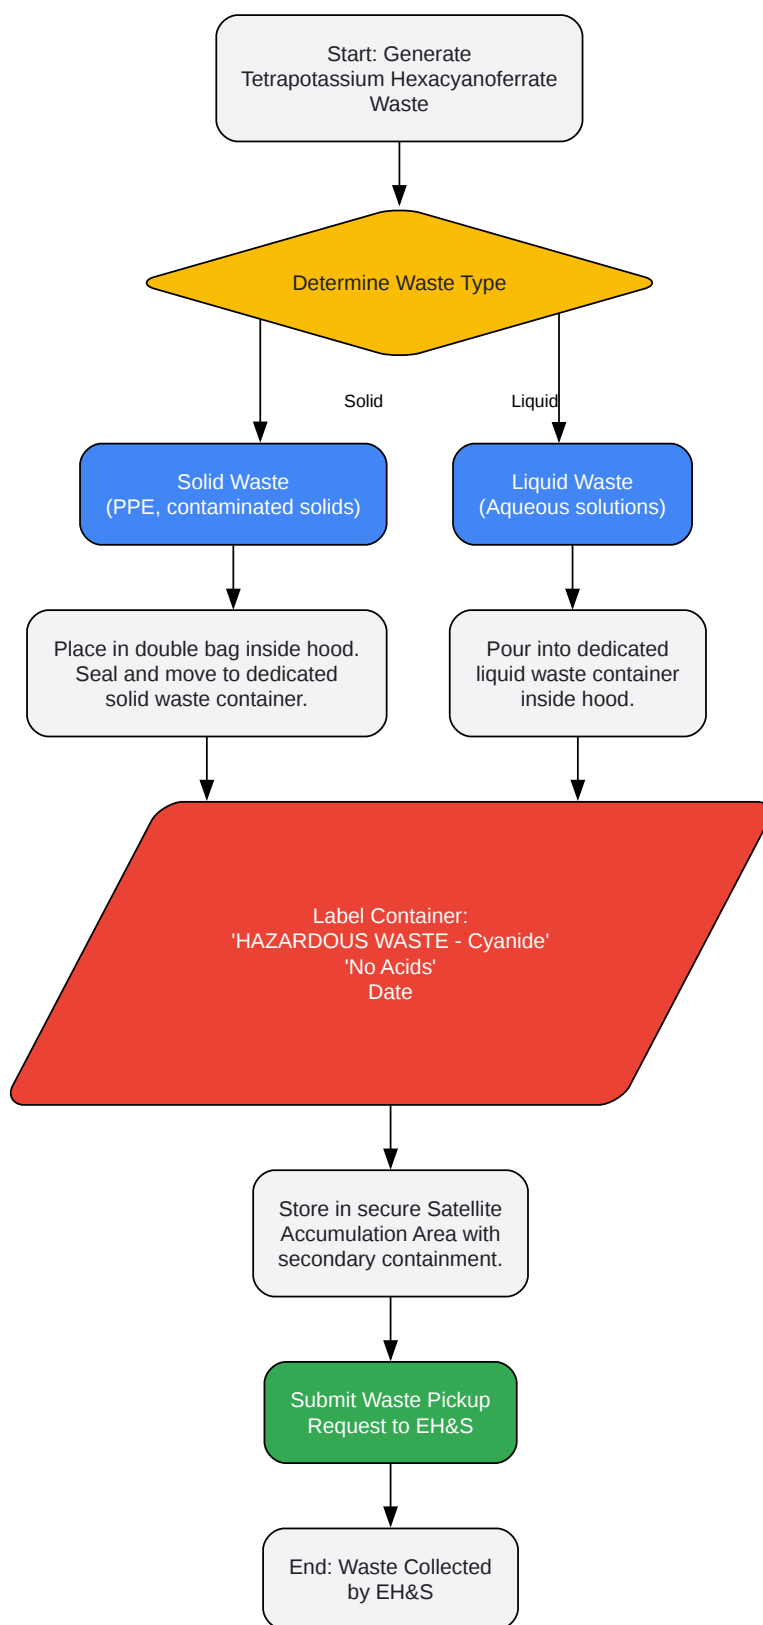 Start: Generate
Tetrapotassium Hexacyanoferrate
Waste
Determine Waste Type
Solid
Liquid
Solid Waste
(PPE, contaminated solids)
Liquid Waste
(Aqueous solutions)
Place in double bag inside hood.
Seal and move to dedicated
solid waste container.
Pour into dedicated
liquid waste container
inside hood.
Label Container:
'HAZARDOUS WASTE - Cyanide'
'No Acids'
Date
Store in secure Satellite
Accumulation Area with
secondary containment.
Submit Waste Pickup
Request to EH&S
End: Waste Collected
by EH&S